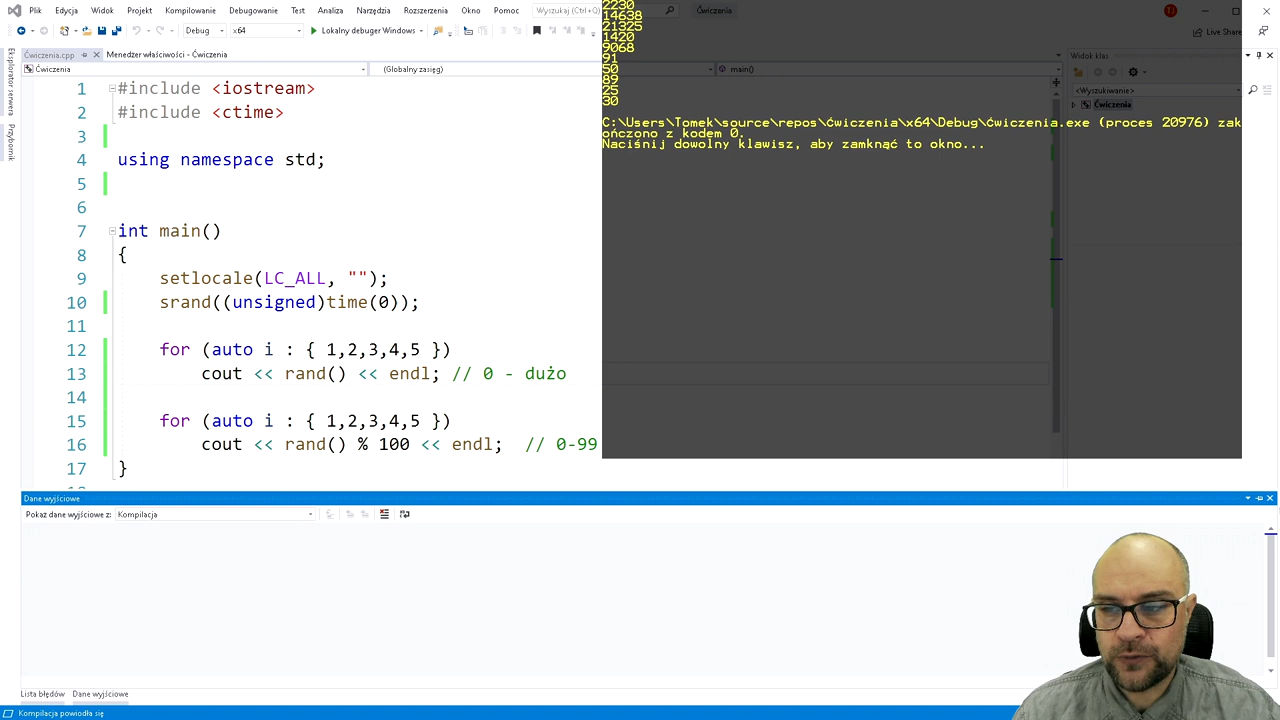 Plik Edycja Widok Projekt Kompilowanie Debugowanie Test Analiza Narzędzia Rozszerzenia Okno Pomoc Wyszukaj (Ctrl+Q) Ćwiczenia TJ
Debug x64 Lokalny debuger Windows Live Share
Ćwiczenia.cpp Menedżer właściwości - Ćwiczenia
Ćwiczenia (Globalny zasięg) main()
Eksplorator serwera
Przybornik
1 #include <iostream>
2 #include <ctime>
3
4 using namespace std;
5
6
7 int main()
8 {
9 setlocale(LC_ALL, "");
10 srand((unsigned)time(0));
11
12 for (auto i : { 1,2,3,4,5 })
13 cout << rand() << endl; // 0 - dużo
14
15 for (auto i : { 1,2,3,4,5 })
16 cout << rand() % 100 << endl; // 0-99
17 }
2230
14638
21325
1420
9068
91
50
89
25
30
C:\Users\Tomek\source\repos\ćwiczenia\x64\Debug\ćwiczenia.exe (proces 20976) zak
ończono z kodem 0.
Naciśnij dowolny klawisz, aby zamknąć to okno...
Widok klas
<Wyszukiwanie>
Ćwiczenia
Dane wyjściowe
Pokaż dane wyjściowe z: Kompilacja
Lista błędów Dane wyjściowe
Kompilacja powiodła się